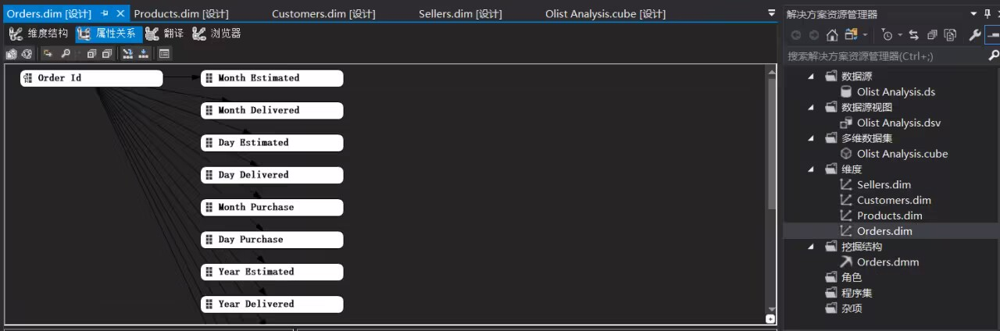 Orders.dim [设计]
Products.dim [设计]
Customers.dim [设计]
Sellers.dim [设计]
Olist Analysis.cube [设计]
维度结构
属性关系
翻译
浏览器
Order Id
Month Estimated
Month Delivered
Day Estimated
Day Delivered
Month Purchase
Day Purchase
Year Estimated
Year Delivered
解决方案资源管理器
搜索解决方案资源管理器(Ctrl+;)
数据源
Olist Analysis.ds
数据源视图
Olist Analysis.dsv
多维数据集
Olist Analysis.cube
维度
Sellers.dim
Customers.dim
Products.dim
Orders.dim
挖掘结构
Orders.dmm
角色
程序集
杂项